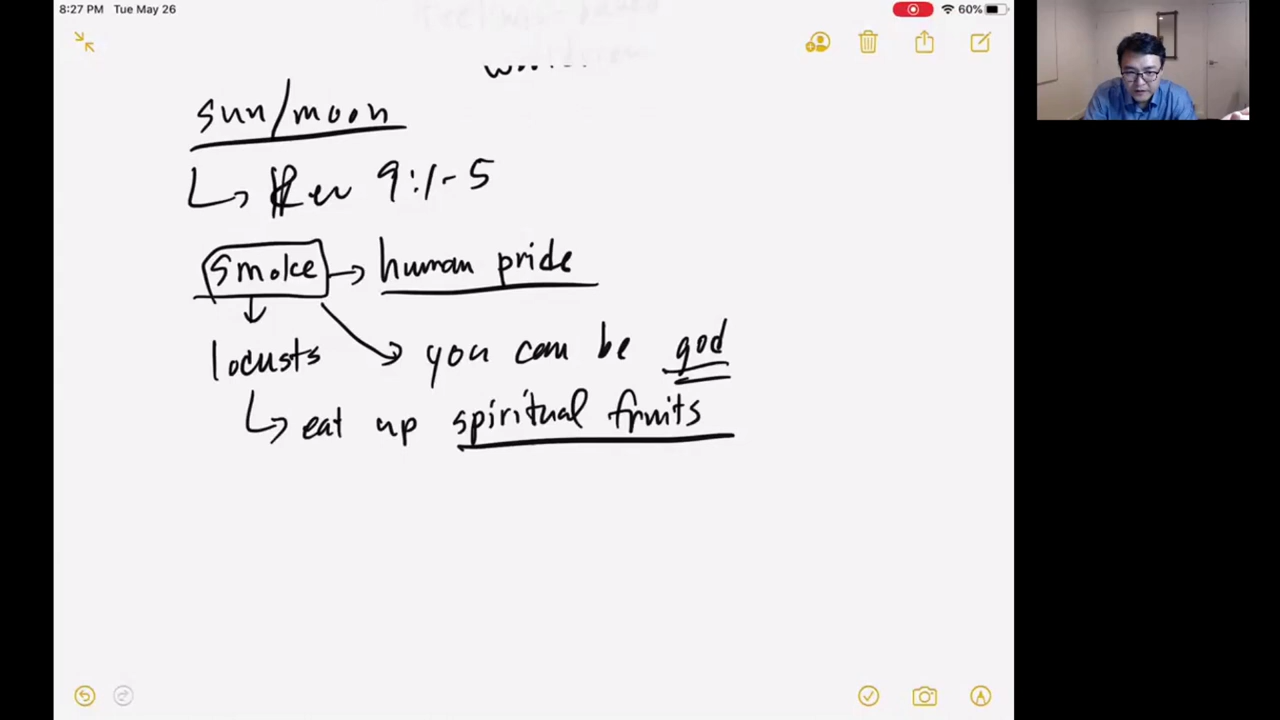 8:27 PM Tue May 26
60%
sun/moon
Rev 9:1-5
smoke human pride
locusts you can be god
eat up spiritual fruits